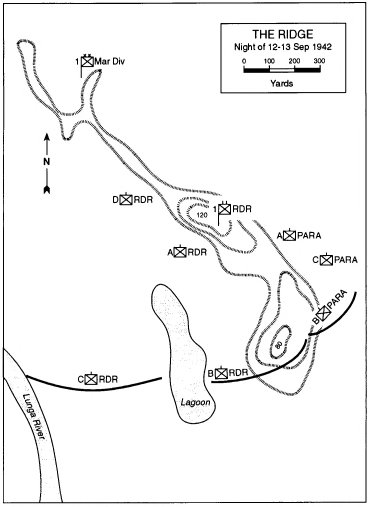 THE RIDGE
Night of 12-13 Sep 1942
0 100 200 300
Yards
1 Mar Div
N
D RDR
120
1 RDR
A PARA
A RDR
C PARA
B PARA
80
C RDR
B RDR
Lagoon
Lunga River